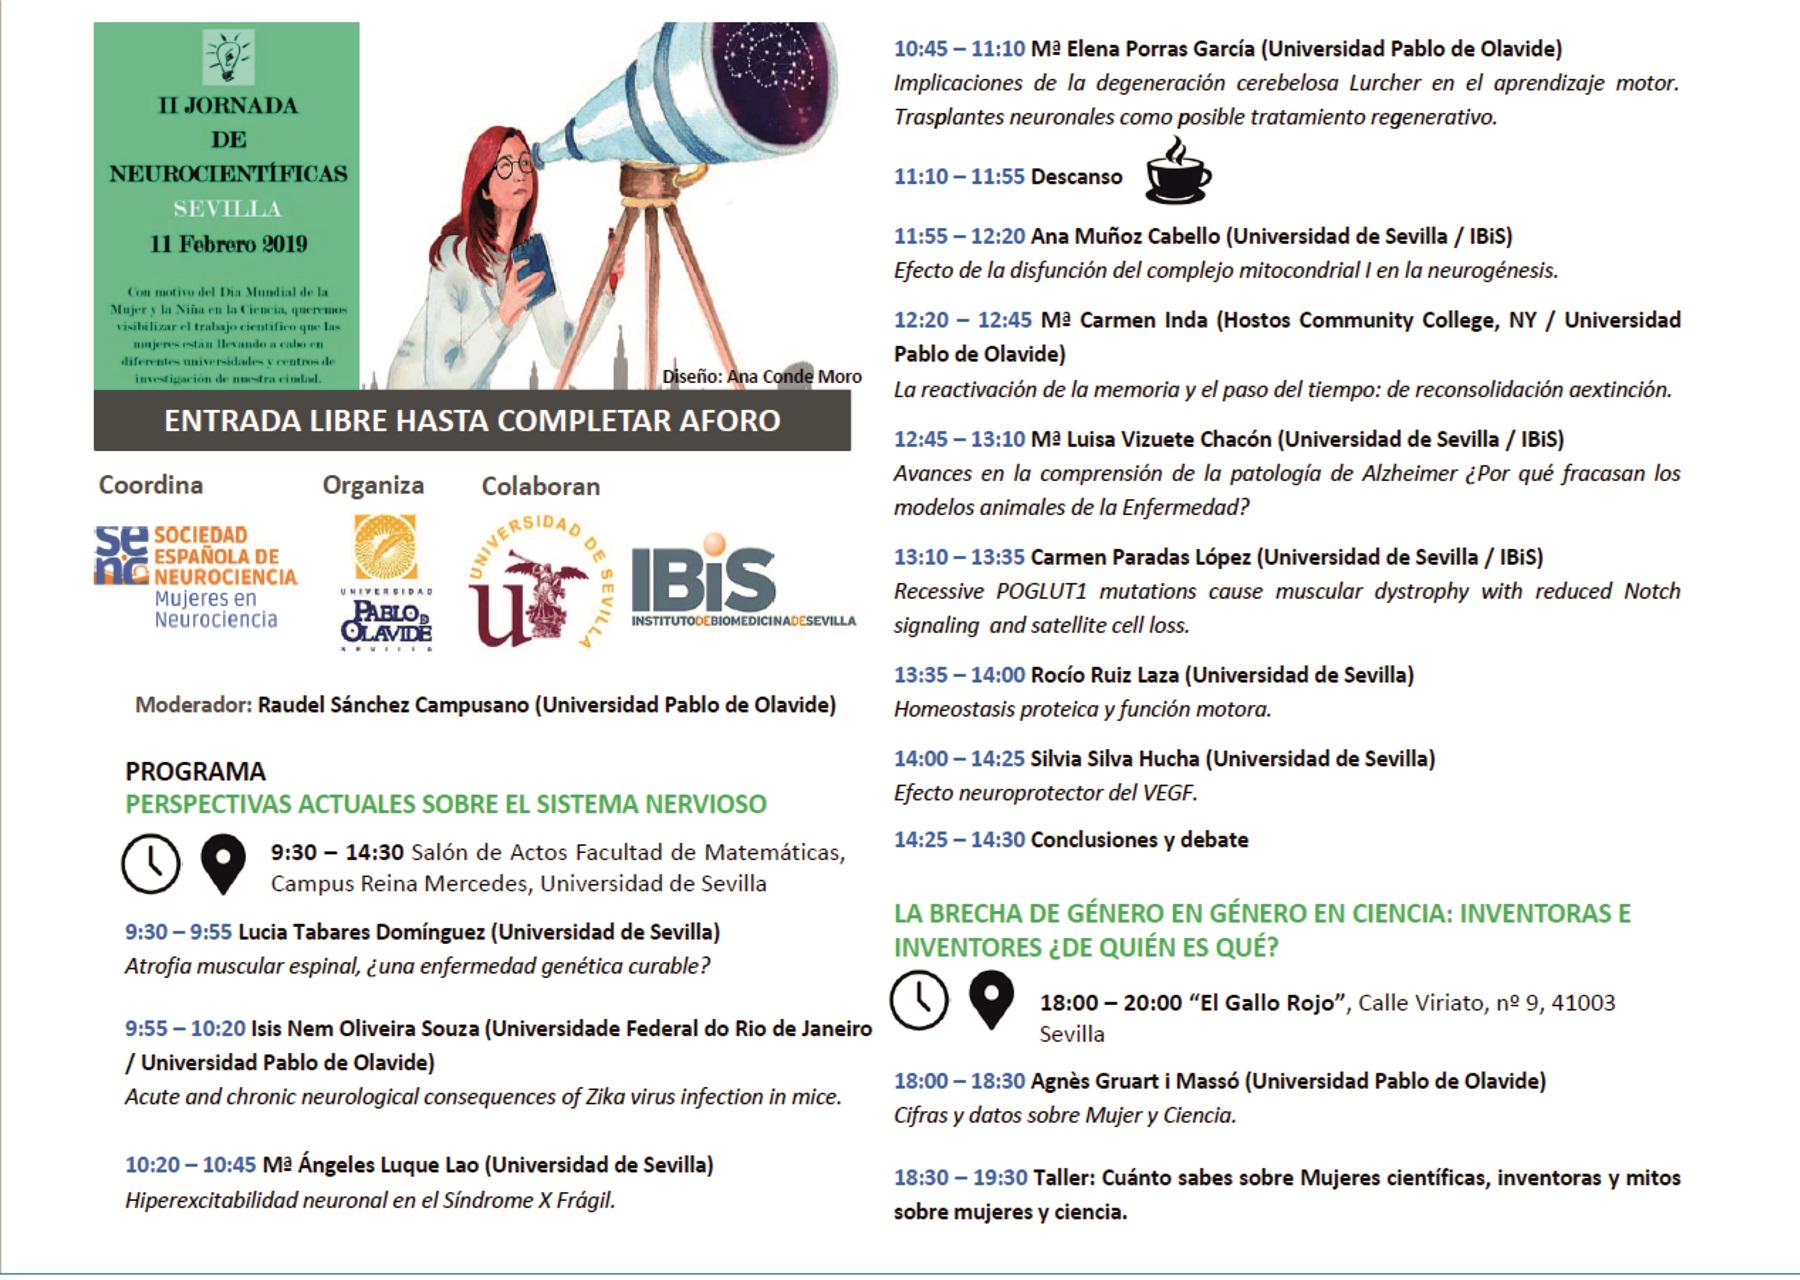 II JORNADA
DE
NEUROCIENTÍFICAS
SEVILLA
11 Febrero 2019
Con motivo del Dia Mundial de la
Mujer y la Niña en la Ciencia, queremos
visibilizar el trabajo científico que las
mujeres están llevando a cabo en
diferentes universidades y centros de
investigación de nuestra ciudad.
Diseño: Ana Conde Moro
ENTRADA LIBRE HASTA COMPLETAR AFORO
Coordina
Organiza
Colaboran
senc
SOCIEDAD
ESPAÑOLA DE
NEUROCIENCIA
Mujeres en
Neurociencia
UNIVERSIDAD
PABLO DE
OLAVIDE
SEVILLA
UNIVERSIDAD DE SEVILLA
IBiS
INSTITUTODEBIOMEDICINADESEVILLA
Moderador: Raudel Sánchez Campusano (Universidad Pablo de Olavide)
PROGRAMA
PERSPECTIVAS ACTUALES SOBRE EL SISTEMA NERVIOSO
9:30 – 14:30 Salón de Actos Facultad de Matemáticas,
Campus Reina Mercedes, Universidad de Sevilla
9:30 – 9:55 Lucia Tabares Domínguez (Universidad de Sevilla)
Atrofia muscular espinal, ¿una enfermedad genética curable?
9:55 – 10:20 Isis Nem Oliveira Souza (Universidade Federal do Rio de Janeiro
/ Universidad Pablo de Olavide)
Acute and chronic neurological consequences of Zika virus infection in mice.
10:20 – 10:45 Mª Ángeles Luque Lao (Universidad de Sevilla)
Hiperexcitabilidad neuronal en el Síndrome X Frágil.
10:45 – 11:10 Mª Elena Porras García (Universidad Pablo de Olavide)
Implicaciones de la degeneración cerebelosa Lurcher en el aprendizaje motor.
Trasplantes neuronales como posible tratamiento regenerativo.
11:10 – 11:55 Descanso
11:55 – 12:20 Ana Muñoz Cabello (Universidad de Sevilla / IBiS)
Efecto de la disfunción del complejo mitocondrial I en la neurogénesis.
12:20 – 12:45 Mª Carmen Inda (Hostos Community College, NY / Universidad
Pablo de Olavide)
La reactivación de la memoria y el paso del tiempo: de reconsolidación aextinción.
12:45 – 13:10 Mª Luisa Vizuete Chacón (Universidad de Sevilla / IBiS)
Avances en la comprensión de la patología de Alzheimer ¿Por qué fracasan los
modelos animales de la Enfermedad?
13:10 – 13:35 Carmen Paradas López (Universidad de Sevilla / IBiS)
Recessive POGLUT1 mutations cause muscular dystrophy with reduced Notch
signaling and satellite cell loss.
13:35 – 14:00 Rocío Ruiz Laza (Universidad de Sevilla)
Homeostasis proteica y función motora.
14:00 – 14:25 Silvia Silva Hucha (Universidad de Sevilla)
Efecto neuroprotector del VEGF.
14:25 – 14:30 Conclusiones y debate
LA BRECHA DE GÉNERO EN GÉNERO EN CIENCIA: INVENTORAS E
INVENTORES ¿DE QUIÉN ES QUÉ?
18:00 – 20:00 “El Gallo Rojo”, Calle Viriato, nº 9, 41003
Sevilla
18:00 – 18:30 Agnès Gruart i Massó (Universidad Pablo de Olavide)
Cifras y datos sobre Mujer y Ciencia.
18:30 – 19:30 Taller: Cuánto sabes sobre Mujeres científicas, inventoras y mitos
sobre mujeres y ciencia.